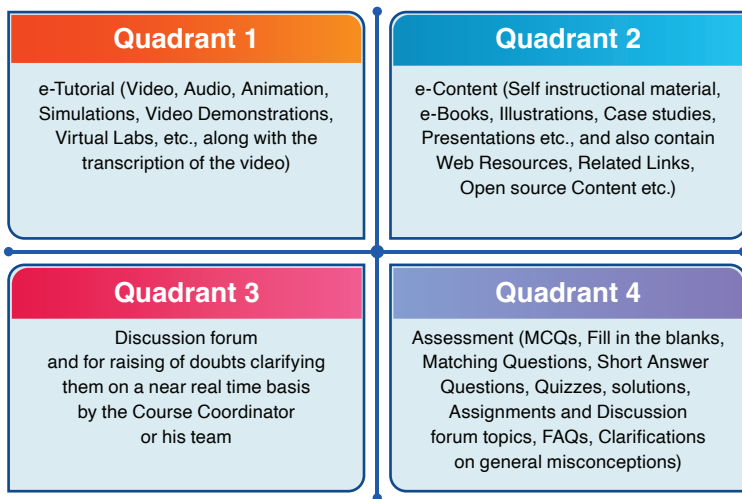 Quadrant 1
e-Tutorial (Video, Audio, Animation,
Simulations, Video Demonstrations,
Virtual Labs, etc., along with the
transcription of the video)
Quadrant 2
e-Content (Self instructional material,
e-Books, Illustrations, Case studies,
Presentations etc., and also contain
Web Resources, Related Links,
Open source Content etc.)
Quadrant 3
Discussion forum
and for raising of doubts clarifying
them on a near real time basis
by the Course Coordinator
or his team
Quadrant 4
Assessment (MCQs, Fill in the blanks,
Matching Questions, Short Answer
Questions, Quizzes, solutions,
Assignments and Discussion
forum topics, FAQs, Clarifications
on general misconceptions)